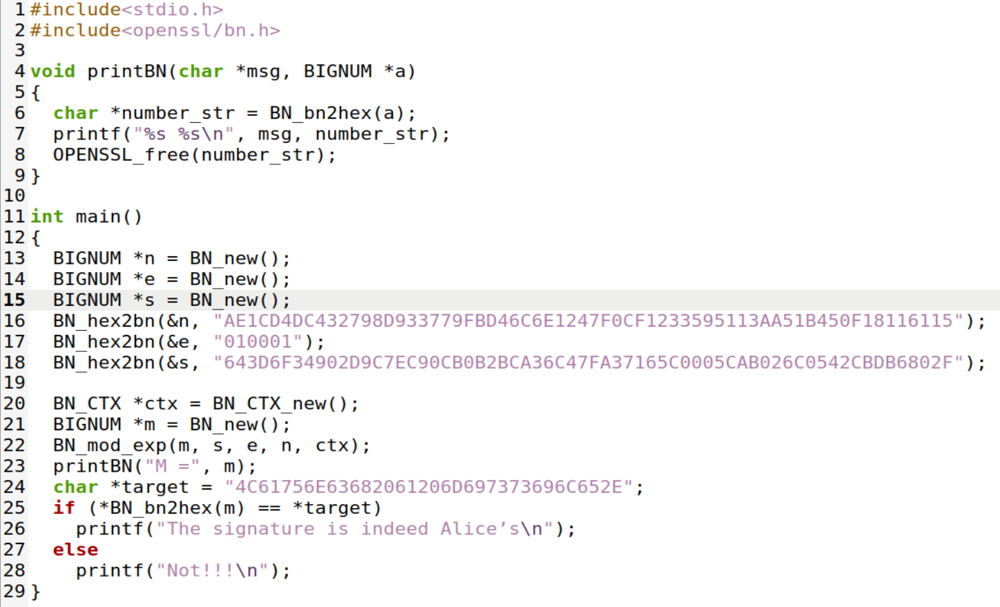 1 #include<stdio.h>
2 #include<openssl/bn.h>
3
4 void printBN(char *msg, BIGNUM *a)
5 {
6   char *number_str = BN_bn2hex(a);
7   printf("%s %s\n", msg, number_str);
8   OPENSSL_free(number_str);
9 }
10
11 int main()
12 {
13   BIGNUM *n = BN_new();
14   BIGNUM *e = BN_new();
15   BIGNUM *s = BN_new();
16   BN_hex2bn(&n, "AE1CD4DC432798D933779FBD46C6E1247F0CF1233595113AA51B450F18116115");
17   BN_hex2bn(&e, "010001");
18   BN_hex2bn(&s, "643D6F34902D9C7EC90CB0B2BCA36C47FA37165C0005CAB026C0542CBDB6802F");
19
20   BN_CTX *ctx = BN_CTX_new();
21   BIGNUM *m = BN_new();
22   BN_mod_exp(m, s, e, n, ctx);
23   printBN("M =", m);
24   char *target = "4C61756E63682061206D697373696C652E";
25   if (*BN_bn2hex(m) == *target)
26     printf("The signature is indeed Alice’s\n");
27   else
28     printf("Not!!!\n");
29 }